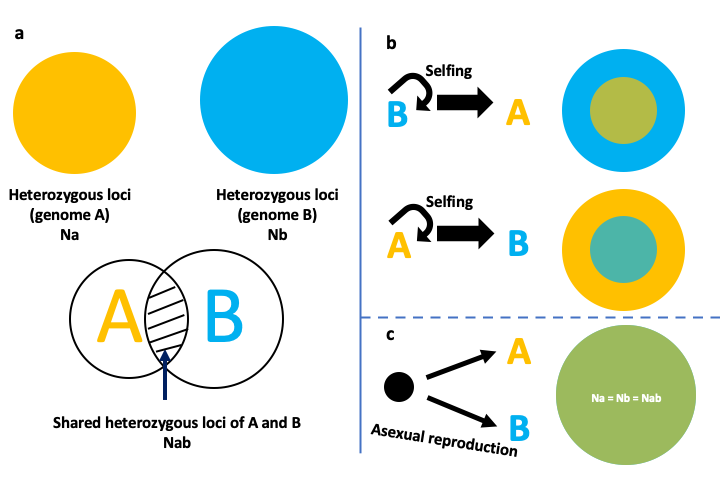 a
Heterozygous loci
(genome A)
Na
Heterozygous loci
(genome B)
Nb
A
B
Shared heterozygous loci of A and B
Nab
b
Selfing
B
A
Selfing
A
B
c
A
B
Asexual reproduction
Na = Nb = Nab